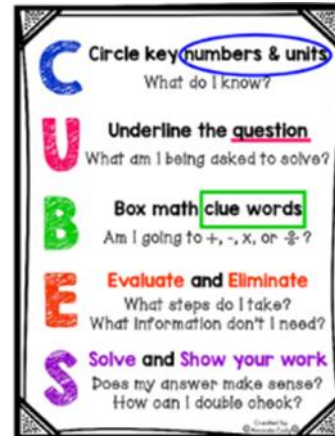 C
Circle key numbers & units
What do I know?
U
Underline the question
What am I being asked to solve?
B
Box math clue words
Am I going to +, -, x, or ÷?
E
Evaluate and Eliminate
What steps do I take?
What information don't I need?
S
Solve and Show your work
Does my answer make sense?
How can I double check?
Created by